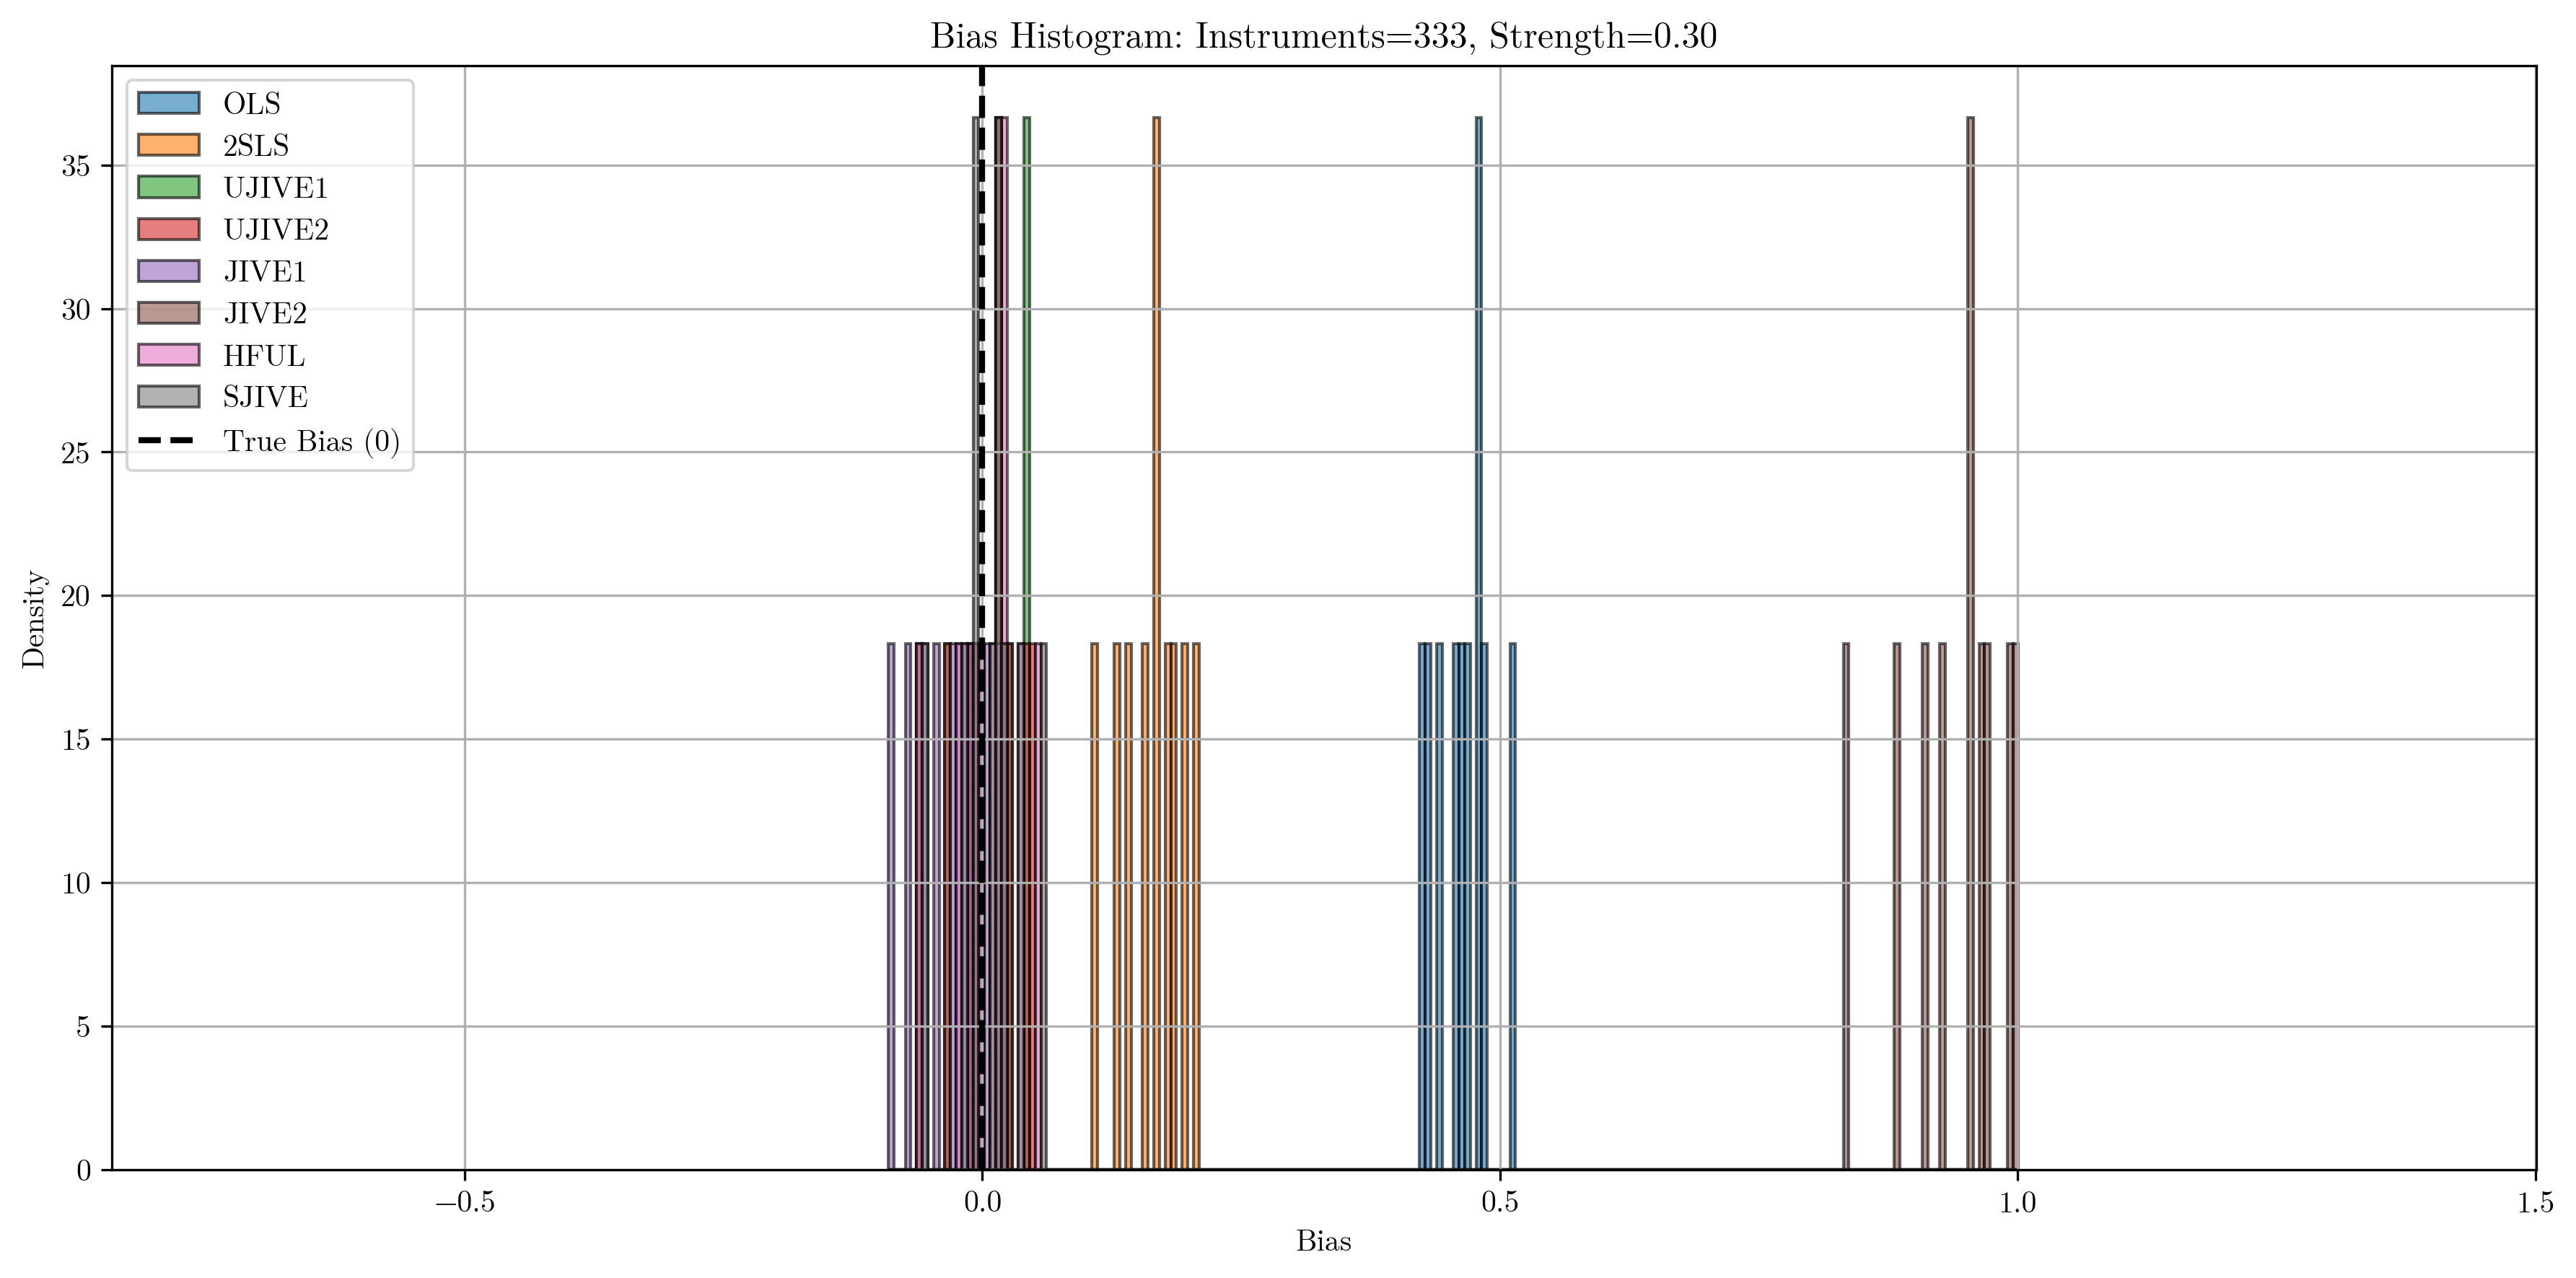 Bias Histogram: Instruments=333, Strength=0.30
OLS
2SLS
UJIVE1
UJIVE2
JIVE1
JIVE2
HFUL
SJIVE
True Bias (0)
Density
35
30
25
20
15
10
5
0
−0.5
0.0
0.5
1.0
1.5
Bias